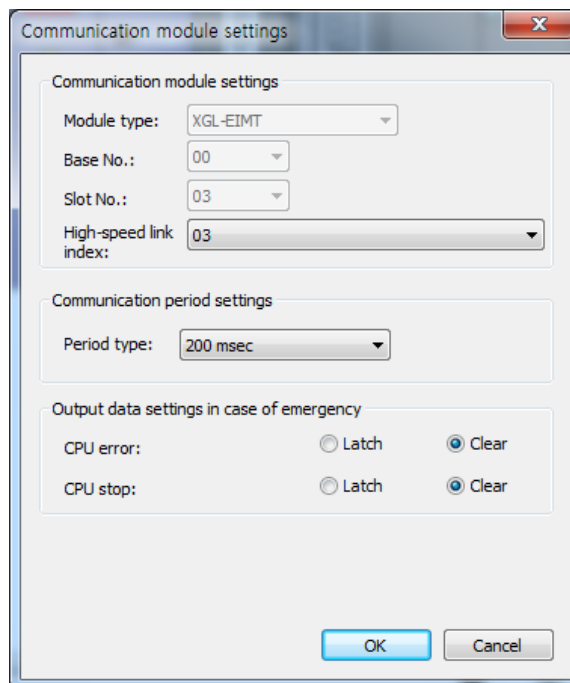 Communication module settings
Communication module settings
Module type: XGL-EIMT
Base No.: 00
Slot No.: 03
High-speed link
index: 03
Communication period settings
Period type: 200 msec
Output data settings in case of emergency
CPU error: Latch Clear
CPU stop: Latch Clear
OK Cancel